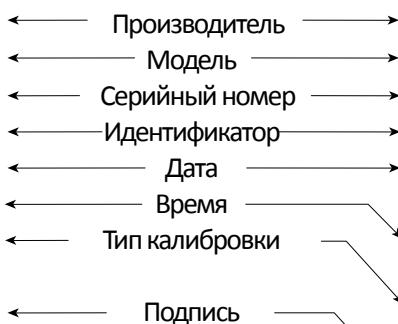 Производитель
Модель
Серийный номер
Идентификатор
Дата
Время
Тип калибровки
Подпись